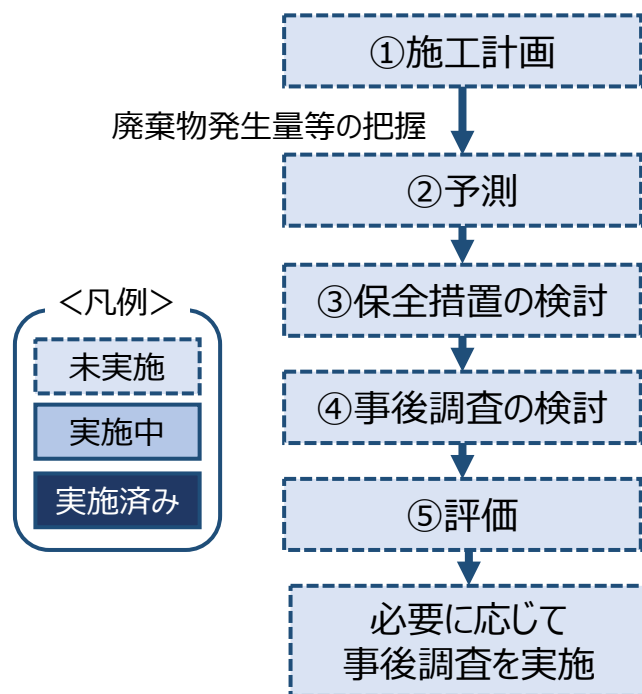 ①施工計画
廃棄物発生量等の把握
②予測
③保全措置の検討
④事後調査の検討
⑤評価
必要に応じて
事後調査を実施
<凡例>
未実施
実施中
実施済み